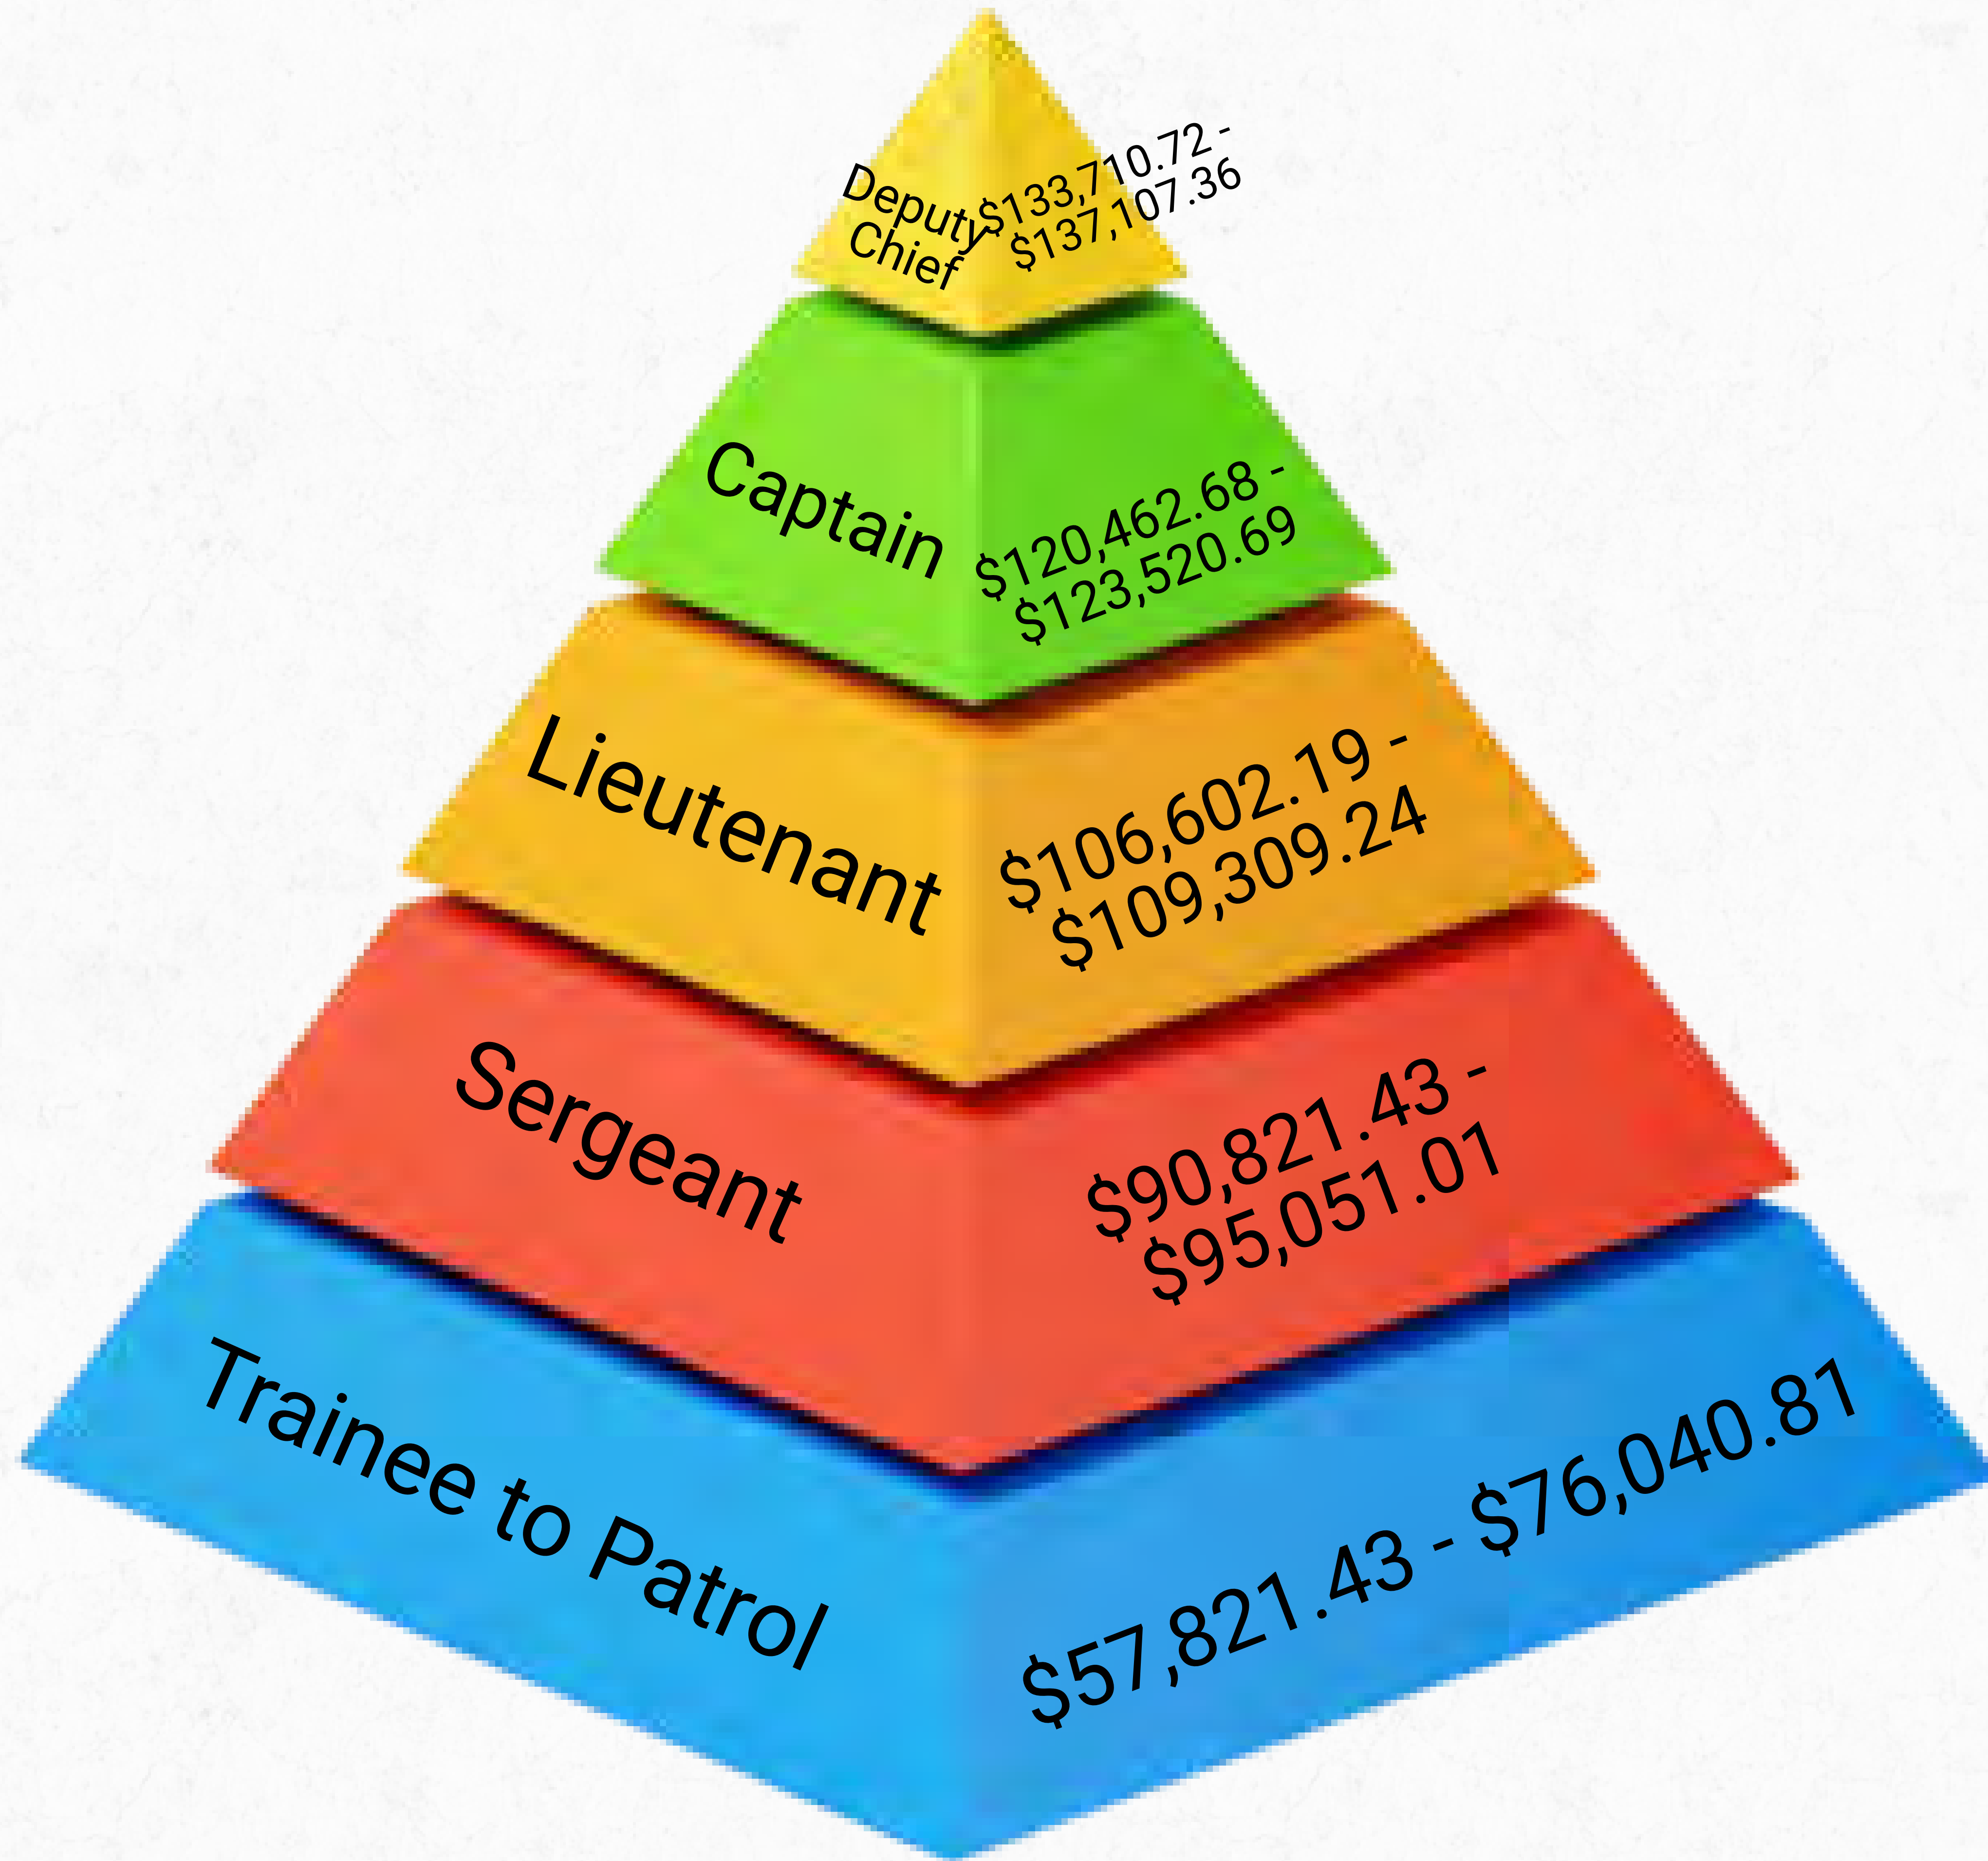 Deputy
Chief
$133,710.72 -
$137,107.36
Captain
$120,462.68 -
$123,520.69
Lieutenant
$106,602.19 -
$109,309.24
Sergeant
$90,821.43 -
$95,051.01
Trainee to Patrol
$57,821.43 - $76,040.81